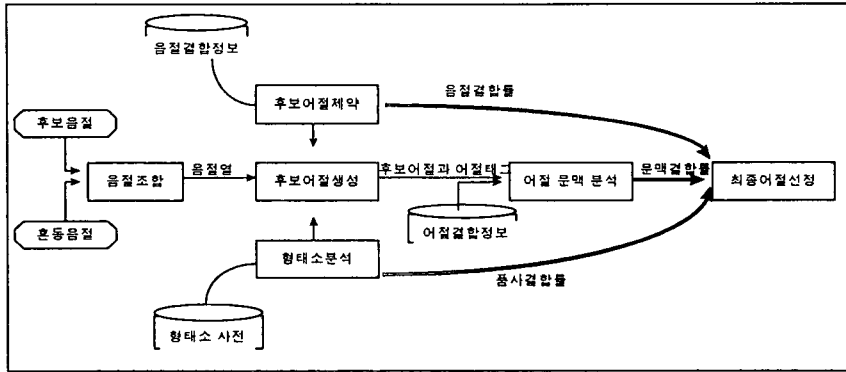 음절결합정보
후보어절제약
음절결합률
후보음절
음절조합
음절열
후보어절생성
후보어절과 어절태그
어절 문맥 분석
문맥결합률
최종어절선정
혼동음절
어절결합정보
형태소분석
품사결합률
형태소 사전